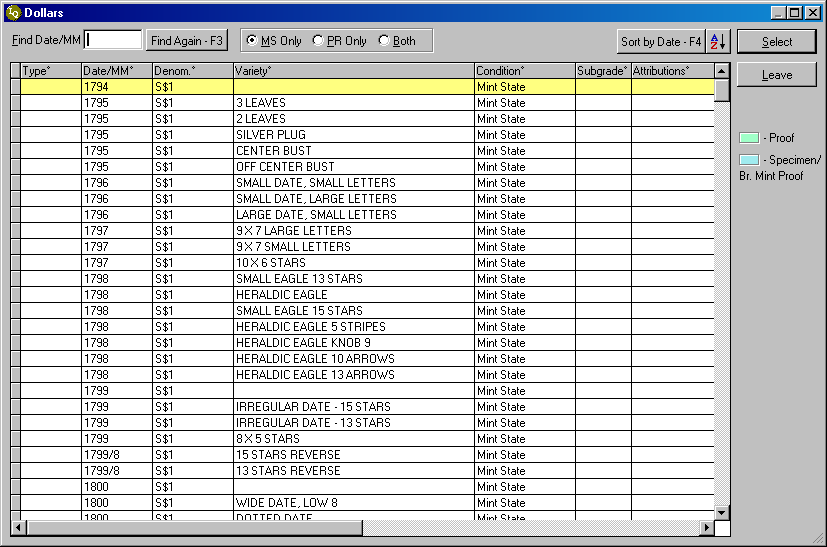 Dollars
Find Date/MM Find Again - F3 MS Only PR Only Both Sort by Date - F4 AZ Select
Leave
- Proof
- Specimen/
Br. Mint Proof
Type* Date/MM* Denom.* Variety* Condition* Subgrade* Attributions*
1794 S$1 Mint State
1795 S$1 3 LEAVES Mint State
1795 S$1 2 LEAVES Mint State
1795 S$1 SILVER PLUG Mint State
1795 S$1 CENTER BUST Mint State
1795 S$1 OFF CENTER BUST Mint State
1796 S$1 SMALL DATE, SMALL LETTERS Mint State
1796 S$1 SMALL DATE, LARGE LETTERS Mint State
1796 S$1 LARGE DATE, SMALL LETTERS Mint State
1797 S$1 9 X 7 LARGE LETTERS Mint State
1797 S$1 9 X 7 SMALL LETTERS Mint State
1797 S$1 10 X 6 STARS Mint State
1798 S$1 SMALL EAGLE 13 STARS Mint State
1798 S$1 HERALDIC EAGLE Mint State
1798 S$1 SMALL EAGLE 15 STARS Mint State
1798 S$1 HERALDIC EAGLE 5 STRIPES Mint State
1798 S$1 HERALDIC EAGLE KNOB 9 Mint State
1798 S$1 HERALDIC EAGLE 10 ARROWS Mint State
1798 S$1 HERALDIC EAGLE 13 ARROWS Mint State
1799 S$1 Mint State
1799 S$1 IRREGULAR DATE - 15 STARS Mint State
1799 S$1 IRREGULAR DATE - 13 STARS Mint State
1799 S$1 8 X 5 STARS Mint State
1799/8 S$1 15 STARS REVERSE Mint State
1799/8 S$1 13 STARS REVERSE Mint State
1800 S$1 Mint State
1800 S$1 WIDE DATE, LOW 8 Mint State
1800 S$1 DOTTED DATE Mint State